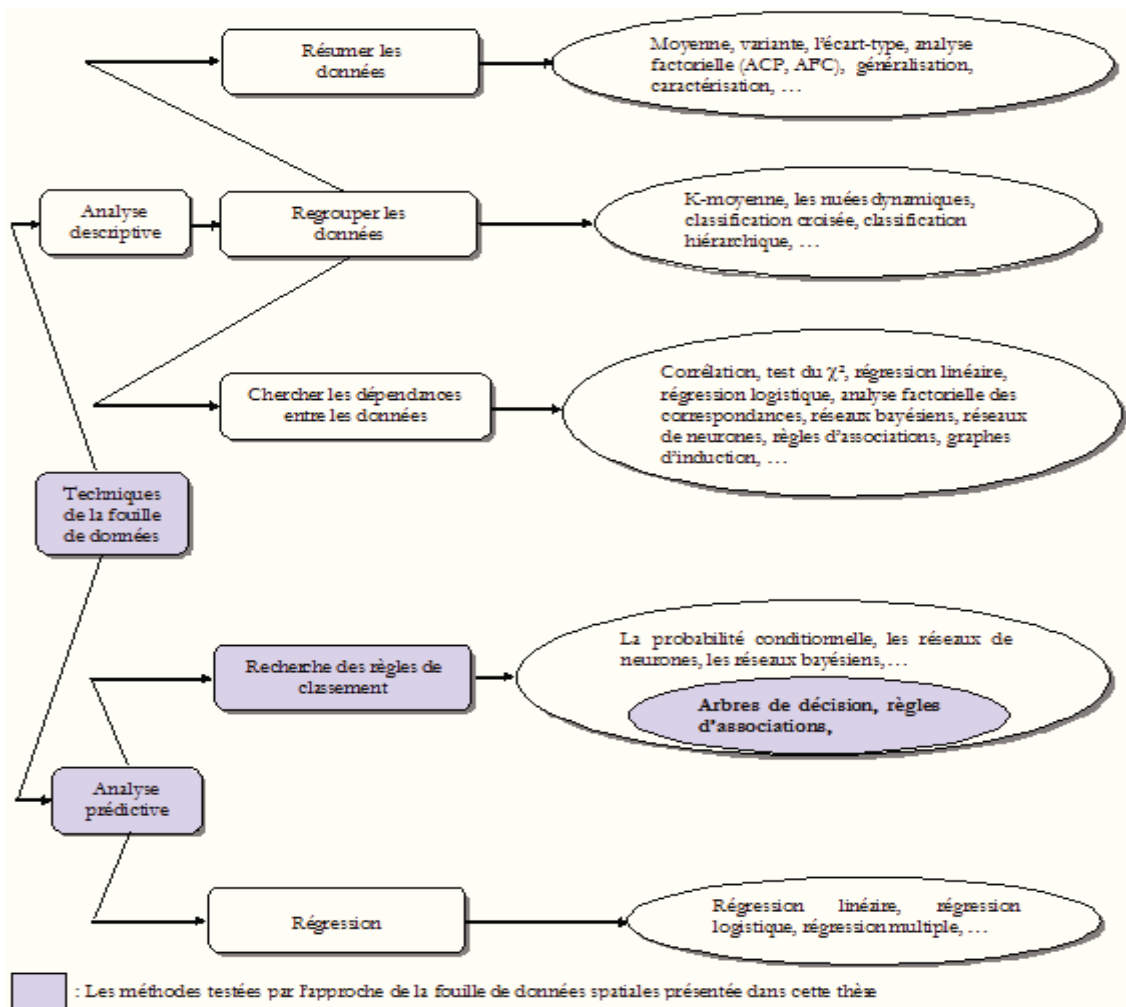 Résumer les
données
Moyenne, variante, l'écart-type, analyse
factorielle (ACP, AFC), généralisation,
caractérisation, …
Analyse
descriptive
Regrouper les
données
K-moyenne, les nuées dynamiques,
classification croisée, classification
hiérarchique, …
Chercher les dépendances
entre les données
Corrélation, test du χ², régression linéaire,
régression logistique, analyse factorielle des
correspondances, réseaux bayésiens, réseaux
de neurones, règles d'associations, graphes
d'induction, …
Techniques
de la fouille
de données
Recherche des règles de
classement
La probabilité conditionnelle, les réseaux de
neurones, les réseaux bayésiens,…
Arbres de décision, règles
d'associations,
Analyse
prédictive
Régression
Régression linéaire, régression
logistique, régression multiple, …
: Les méthodes testées par l'approche de la fouille de données spatiales présentée dans cette thèse